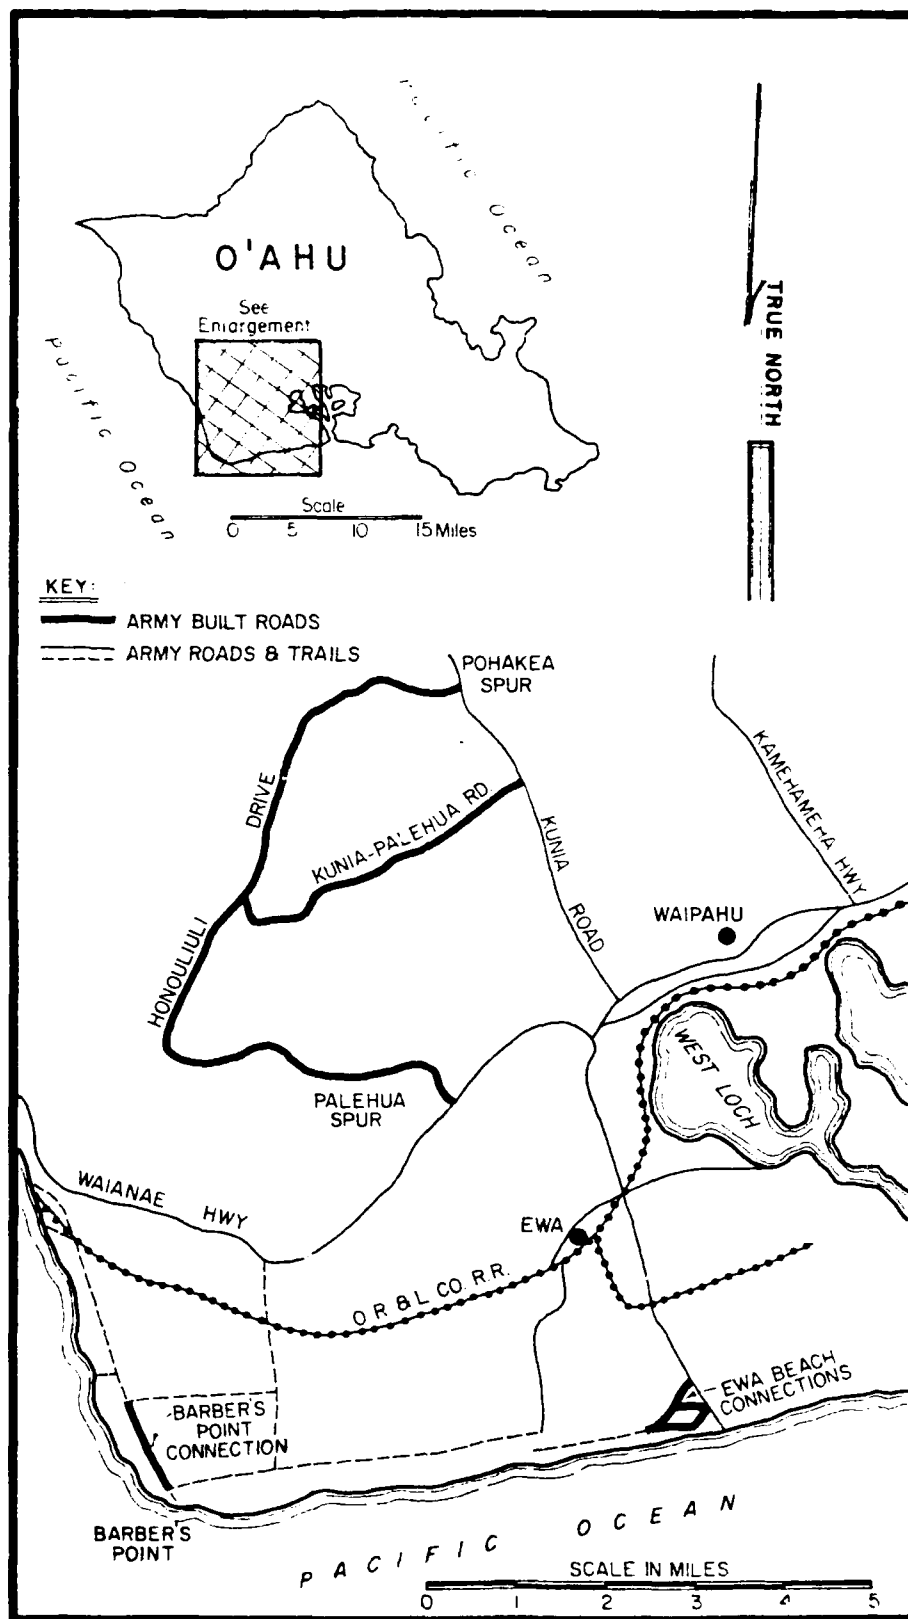 Pacific Ocean
O'AHU
See
Enlargement
Pacific Ocean
Scale
0 5 10 15 Miles
TRUE NORTH
KEY:
ARMY BUILT ROADS
ARMY ROADS & TRAILS
POHAKEA
SPUR
KAMEHAMEHA HWY
DRIVE
KUNIA-PALEHUA RD.
KUNIA
ROAD
WAIPAHU
HONOULIULI
WEST LOCH
PALEHUA
SPUR
WAIANAE HWY
EWA
O R & L CO. R.R.
EWA BEACH
CONNECTIONS
BARBER'S
POINT
CONNECTION
BARBER'S
POINT
PACIFIC OCEAN
SCALE IN MILES
0 1 2 3 4 5